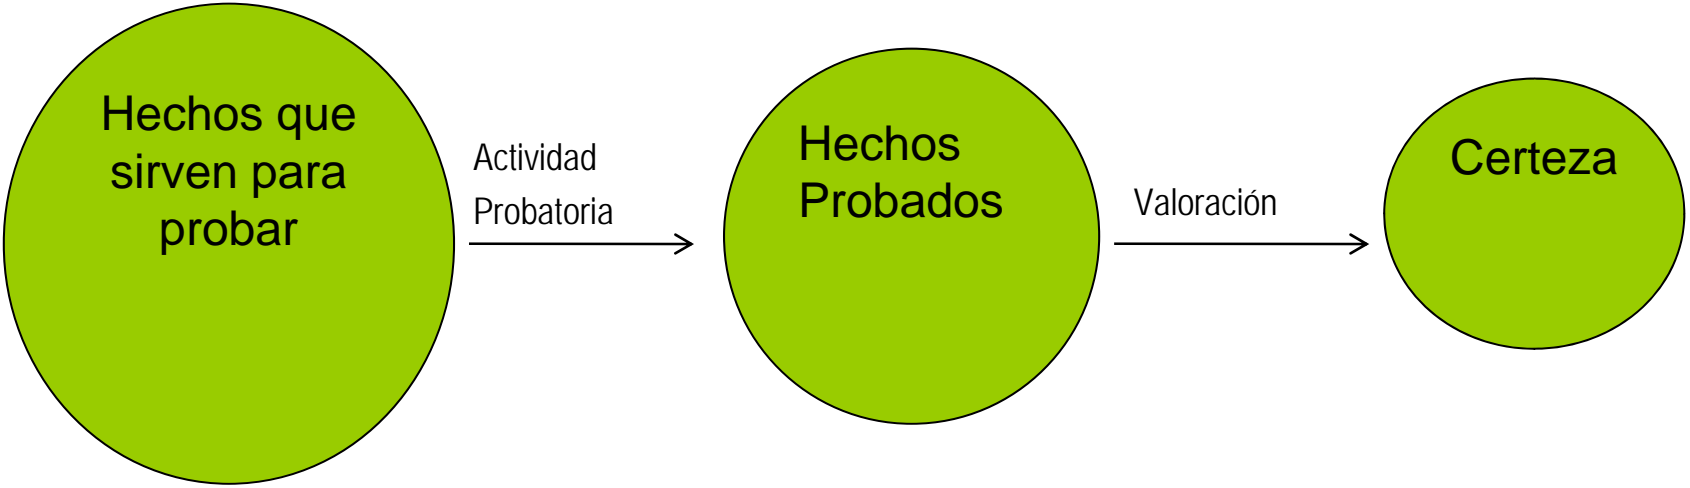 Hechos que
sirven para
probar
Actividad
Probatoria
Hechos
Probados
Valoración
Certeza